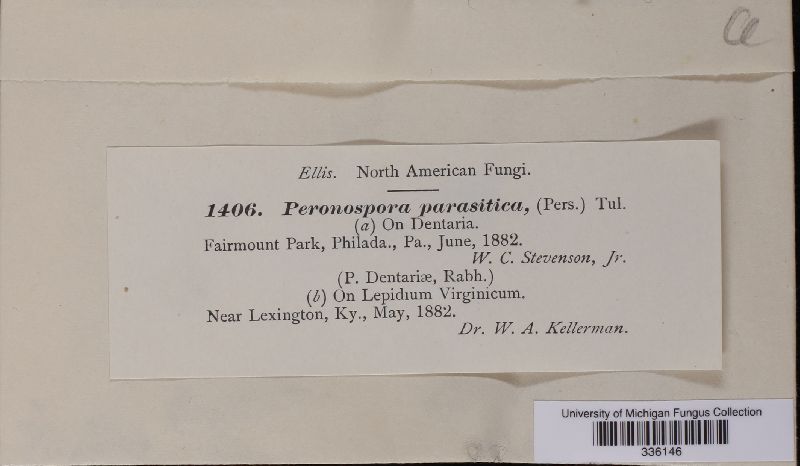 a
Ellis. North American Fungi.
1406. Peronospora parasitica, (Pers.) Tul.
(a) On Dentaria.
Fairmount Park, Philada., Pa., June, 1882.
W. C. Stevenson, Jr.
(P. Dentariæ, Rabh.)
(b) On Lepidium Virginicum.
Near Lexington, Ky., May, 1882.
Dr. W. A. Kellerman.
University of Michigan Fungus Collection
336146